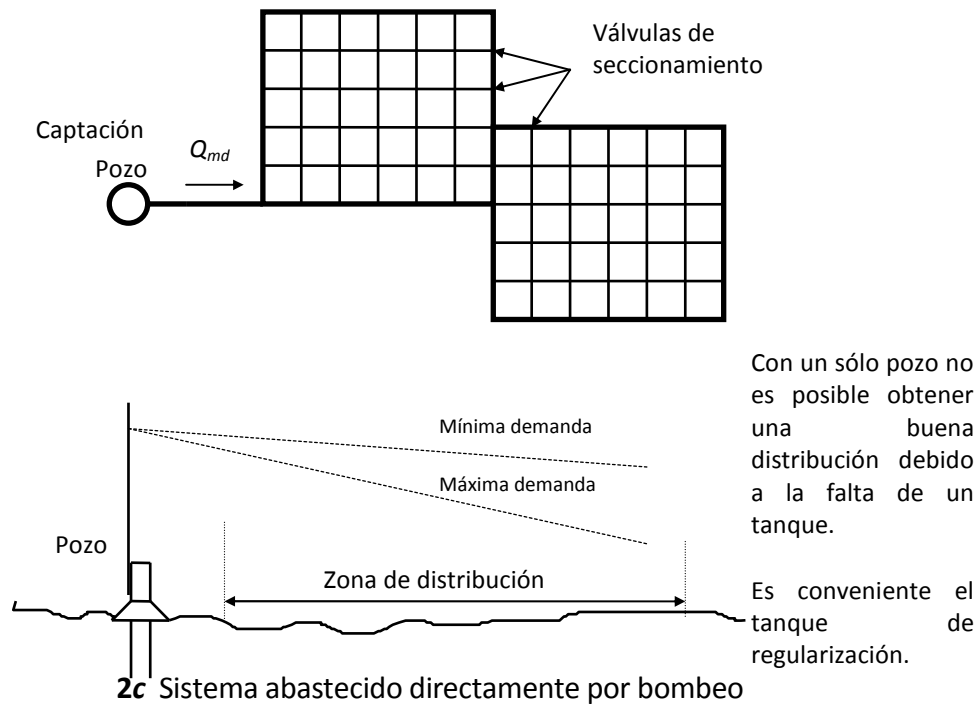 Válvulas de
seccionamiento
Captación
Pozo
Qmd
Mínima demanda
Máxima demanda
Pozo
Zona de distribución
Con un sólo pozo no
es posible obtener
una buena
distribución debido
a la falta de un
tanque.
Es conveniente el
tanque de
regularización.
2c Sistema abastecido directamente por bombeo